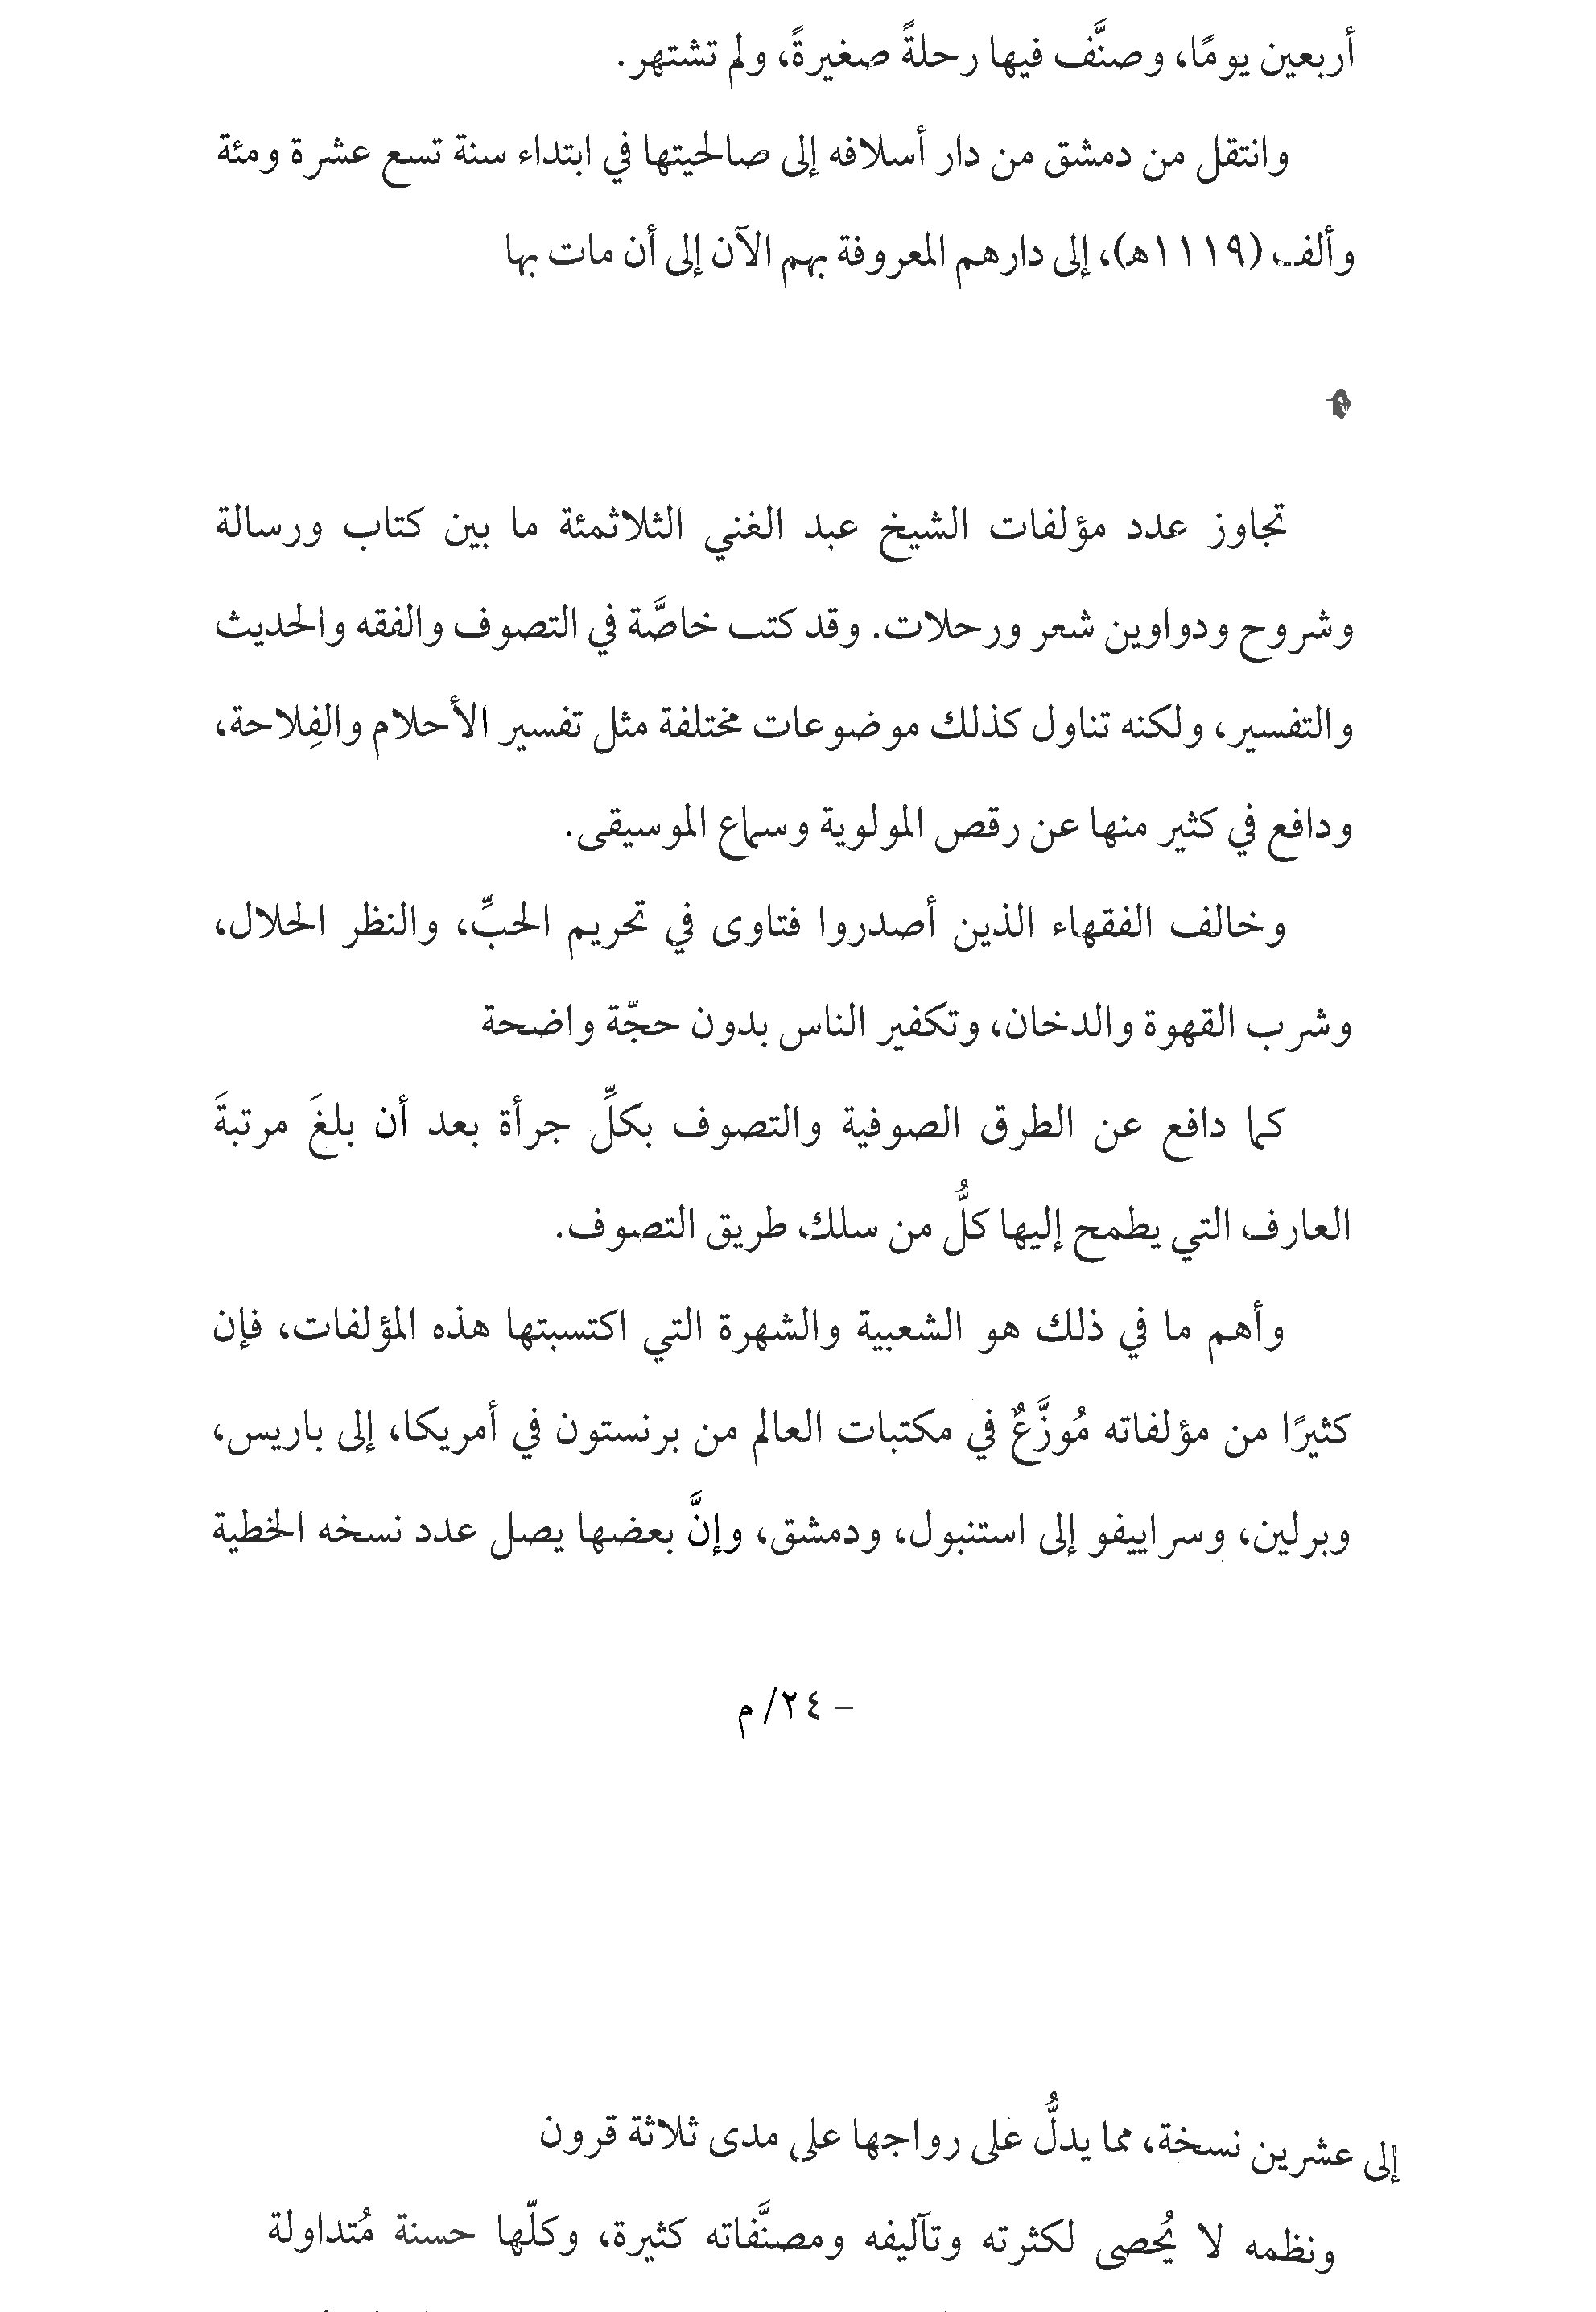 أربعين يومًا، وصنَّف فيها رحلةً صغيرةً، ولم تشتهر.
وانتقل من دمشق من دار أسلافه إلى صالحيتها في ابتداء سنة تسع عشرة ومئة
وألف (١١١٩هـ)، إلى دارهم المعروفة بهم الآن إلى أن مات بها
تجاوز عدد مؤلفات الشيخ عبد الغني الثلاثمئة ما بين كتاب ورسالة
وشروح ودواوين شعر ورحلات. وقد كتب خاصَّة في التصوف والفقه والحديث
والتفسير، ولكنه تناول كذلك موضوعات مختلفة مثل تفسير الأحلام والفِلاحة،
ودافع في كثير منها عن رقص المولوية وسماع الموسيقى.
وخالف الفقهاء الذين أصدروا فتاوى في تحريم الحبِّ، والنظر الحلال،
وشرب القهوة والدخان، وتكفير الناس بدون حجّة واضحة
كما دافع عن الطرق الصوفية والتصوف بكلِّ جرأة بعد أن بلغَ مرتبةَ
العارف التي يطمح إليها كلُّ من سلك طريق التصوف.
وأهم ما في ذلك هو الشعبية والشهرة التي اكتسبتها هذه المؤلفات، فإن
كثيرًا من مؤلفاته مُوزَّعٌ في مكتبات العالم من برنستون في أمريكا، إلى باريس،
وبرلين، وسراييفو إلى استنبول، ودمشق، وإنَّ بعضها يصل عدد نسخه الخطية
– ٢٤/ م
إلى عشرين نسخة، مما يدلُّ على رواجها على مدى ثلاثة قرون
ونظمه لا يُحصى لكثرته وتآليفه ومصنَّفاته كثيرة، وكلّها حسنة مُتداولة